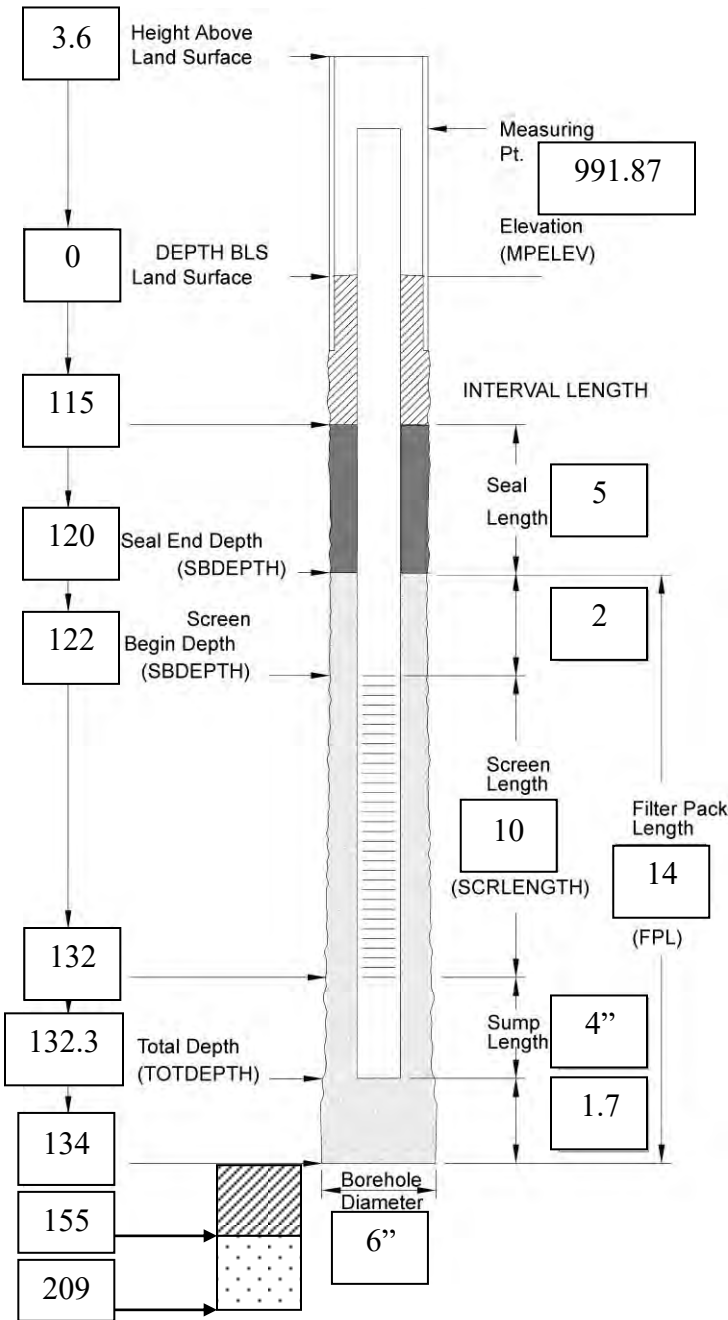 3.6
Height Above
Land Surface
Measuring
Pt.
991.87
Elevation
(MPELEV)
0
DEPTH BLS
Land Surface
115
INTERVAL LENGTH
Seal
Length
5
120
Seal End Depth
(SBDEPTH)
2
122
Screen
Begin Depth
(SBDEPTH)
Screen
Length
10
(SCRLENGTH)
Filter Pack
Length
14
(FPL)
132
132.3
Total Depth
(TOTDEPTH)
Sump
Length
4”
1.7
134
Borehole
Diameter
6”
155
209